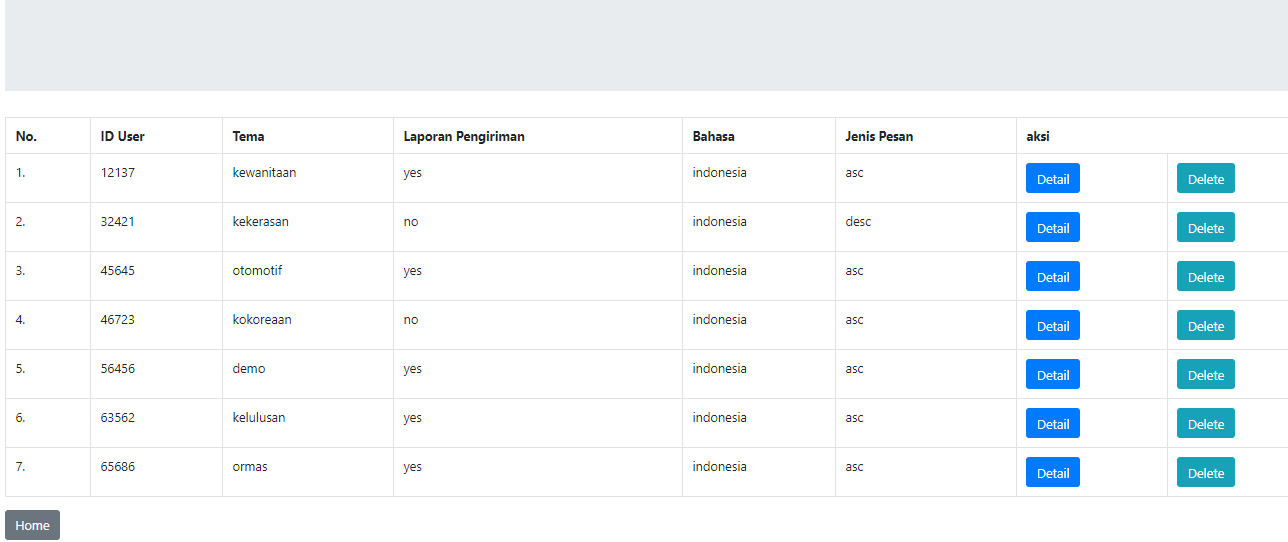 No. ID User Tema Laporan Pengiriman Bahasa Jenis Pesan aksi
1. 12137 kewanitaan yes indonesia asc Detail Delete
2. 32421 kekerasan no indonesia desc Detail Delete
3. 45645 otomotif yes indonesia asc Detail Delete
4. 46723 kokoreaan no indonesia asc Detail Delete
5. 56456 demo yes indonesia asc Detail Delete
6. 63562 kelulusan yes indonesia asc Detail Delete
7. 65686 ormas yes indonesia asc Detail Delete
Home